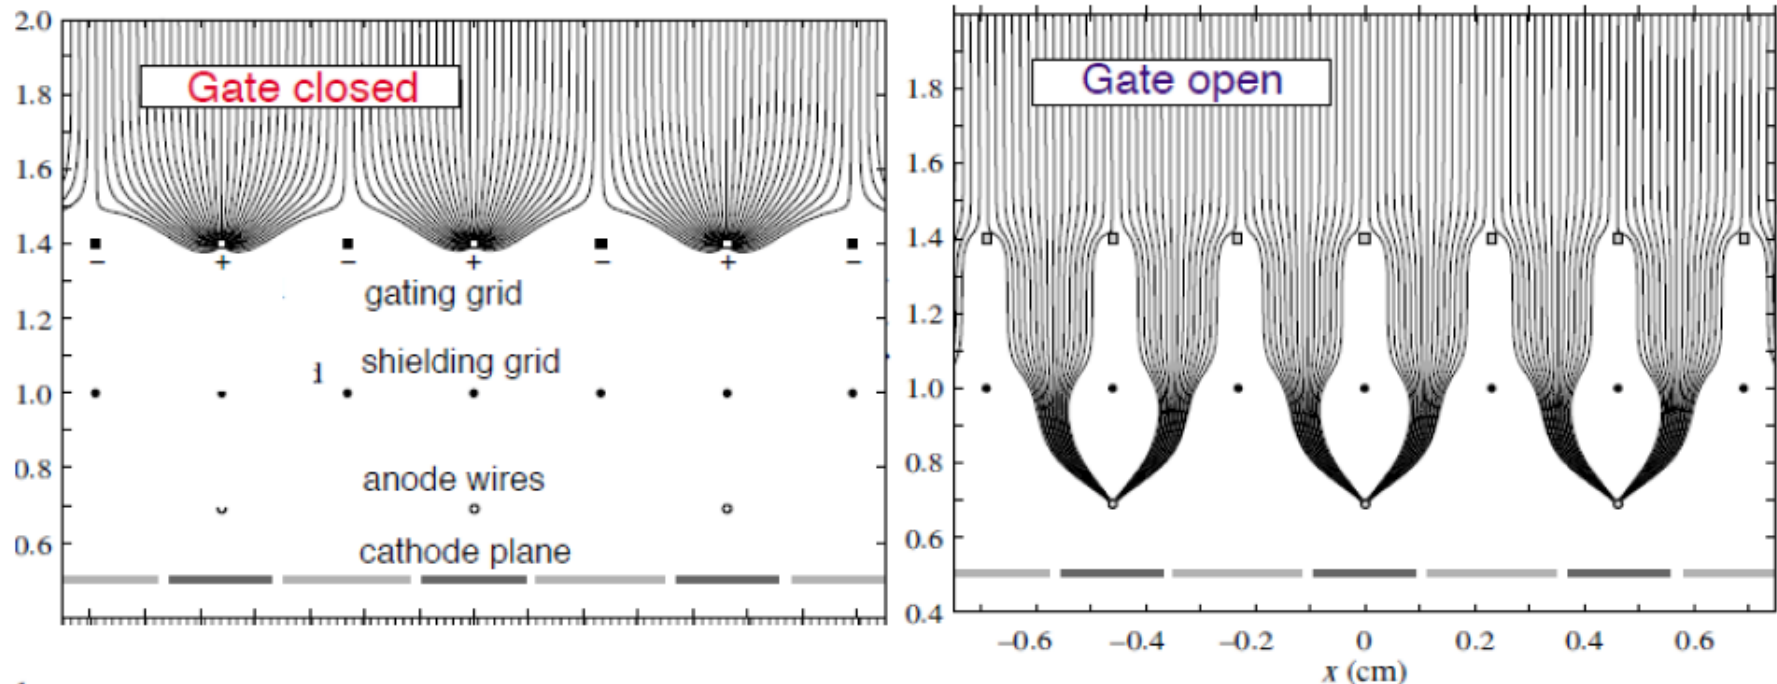 2.0
Gate closed
1.8
1.6
1.4
– + – + – + –
gating grid
1.2
shielding grid
1.0
0.8
anode wires
0.6
cathode plane
Gate open
1.8
1.6
1.4
1.2
1.0
0.8
0.6
0.4
–0.6 –0.4 –0.2 0 0.2 0.4 0.6
x (cm)